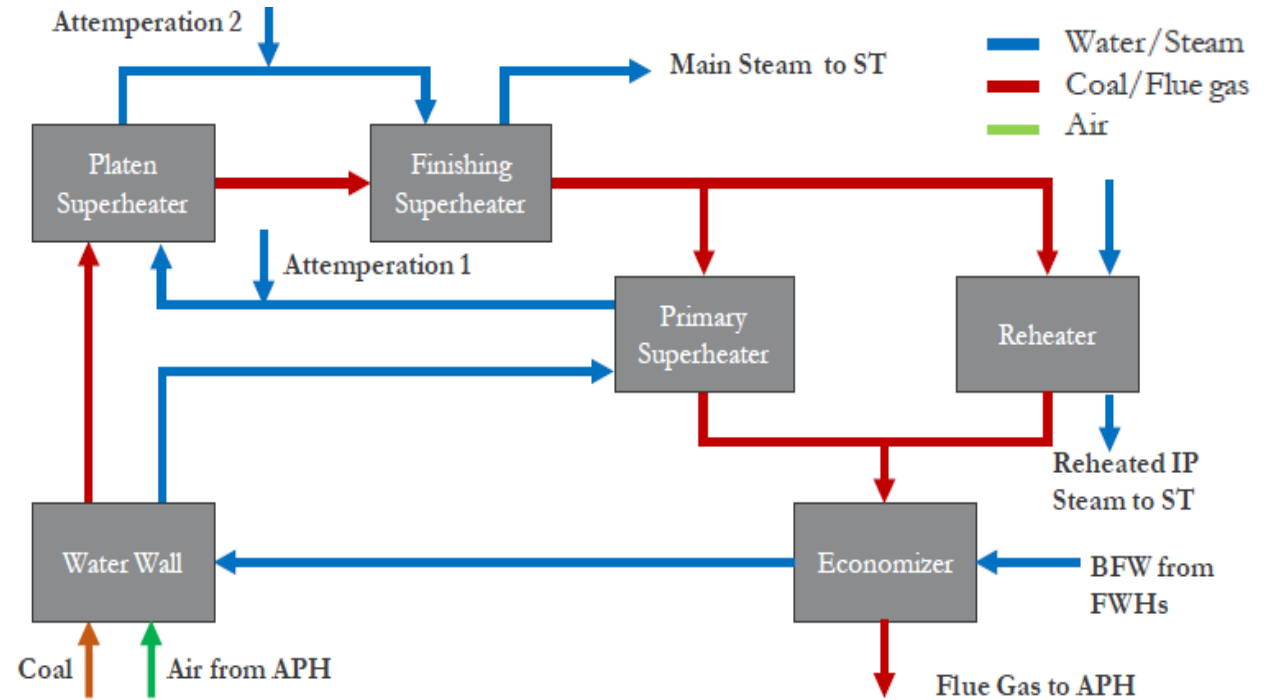 Attemperation 2
Main Steam to ST
Water/Steam
Coal/Flue gas
Air
Platen
Superheater
Finishing
Superheater
Attemperation 1
Primary
Superheater
Reheater
Reheated IP
Steam to ST
Water Wall
Economizer
BFW from
FWHs
Coal
Air from APH
Flue Gas to APH